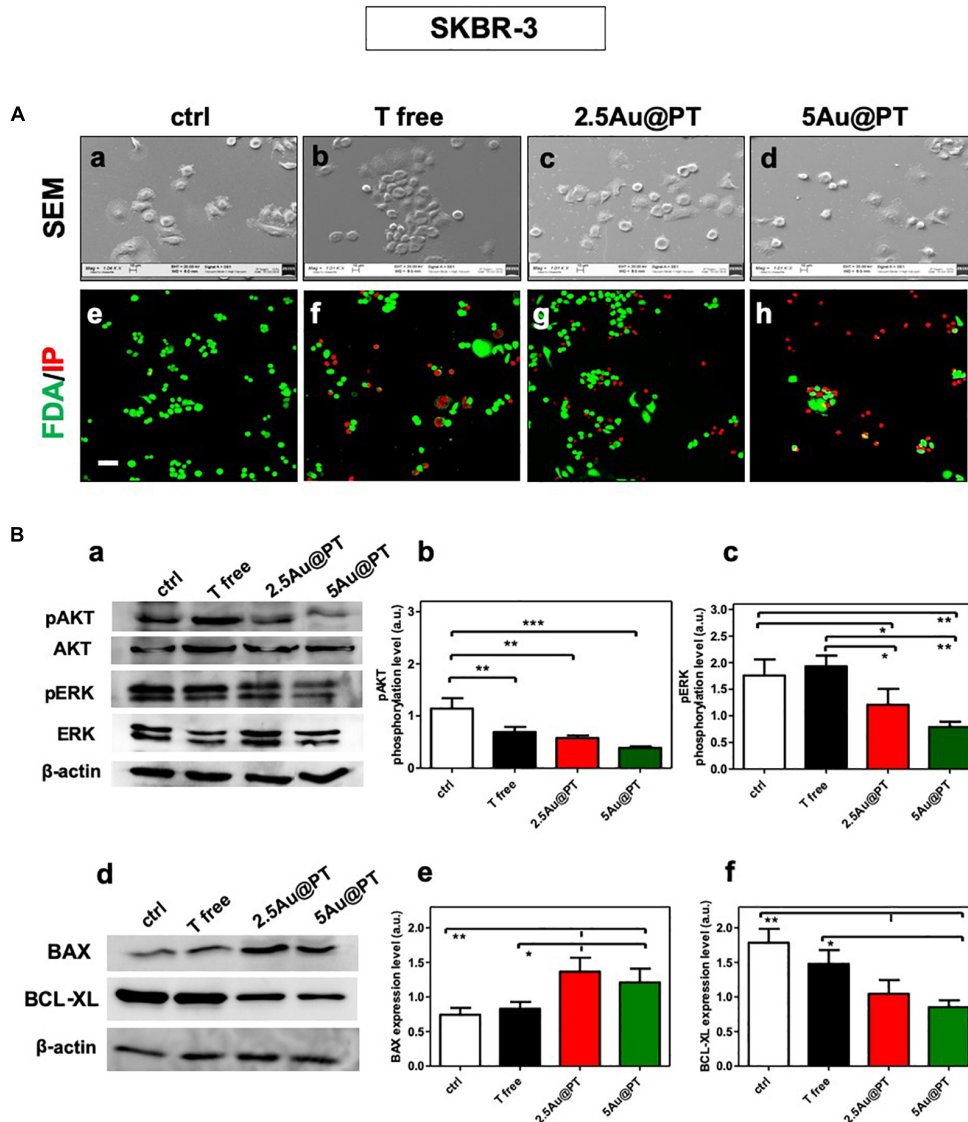 SKBR-3
A
ctrl T free 2.5Au@PT 5Au@PT
SEM
a b c d
FDA/IP
e f g h
B
a
ctrl T free 2.5Au@PT 5Au@PT
pAKT
AKT
pERK
ERK
β-actin
b
pAKT
phosphorylation level (a.u.)
3
2
1
0
***
**
**
ctrl T free 2.5Au@PT 5Au@PT
c
pERK
phosphorylation level (a.u.)
3.0
2.5
2.0
1.5
1.0
0.5
0.0
**
*
**
*
ctrl T free 2.5Au@PT 5Au@PT
d
ctrl T free 2.5Au@PT 5Au@PT
BAX
BCL-XL
β-actin
e
BAX expression level (a.u.)
2.0
1.5
1.0
0.5
0.0
**
*
ctrl T free 2.5Au@PT 5Au@PT
f
BCL-XL expression level (a.u.)
2.0
1.5
1.0
0.5
0.0
**
*
ctrl T free 2.5Au@PT 5Au@PT